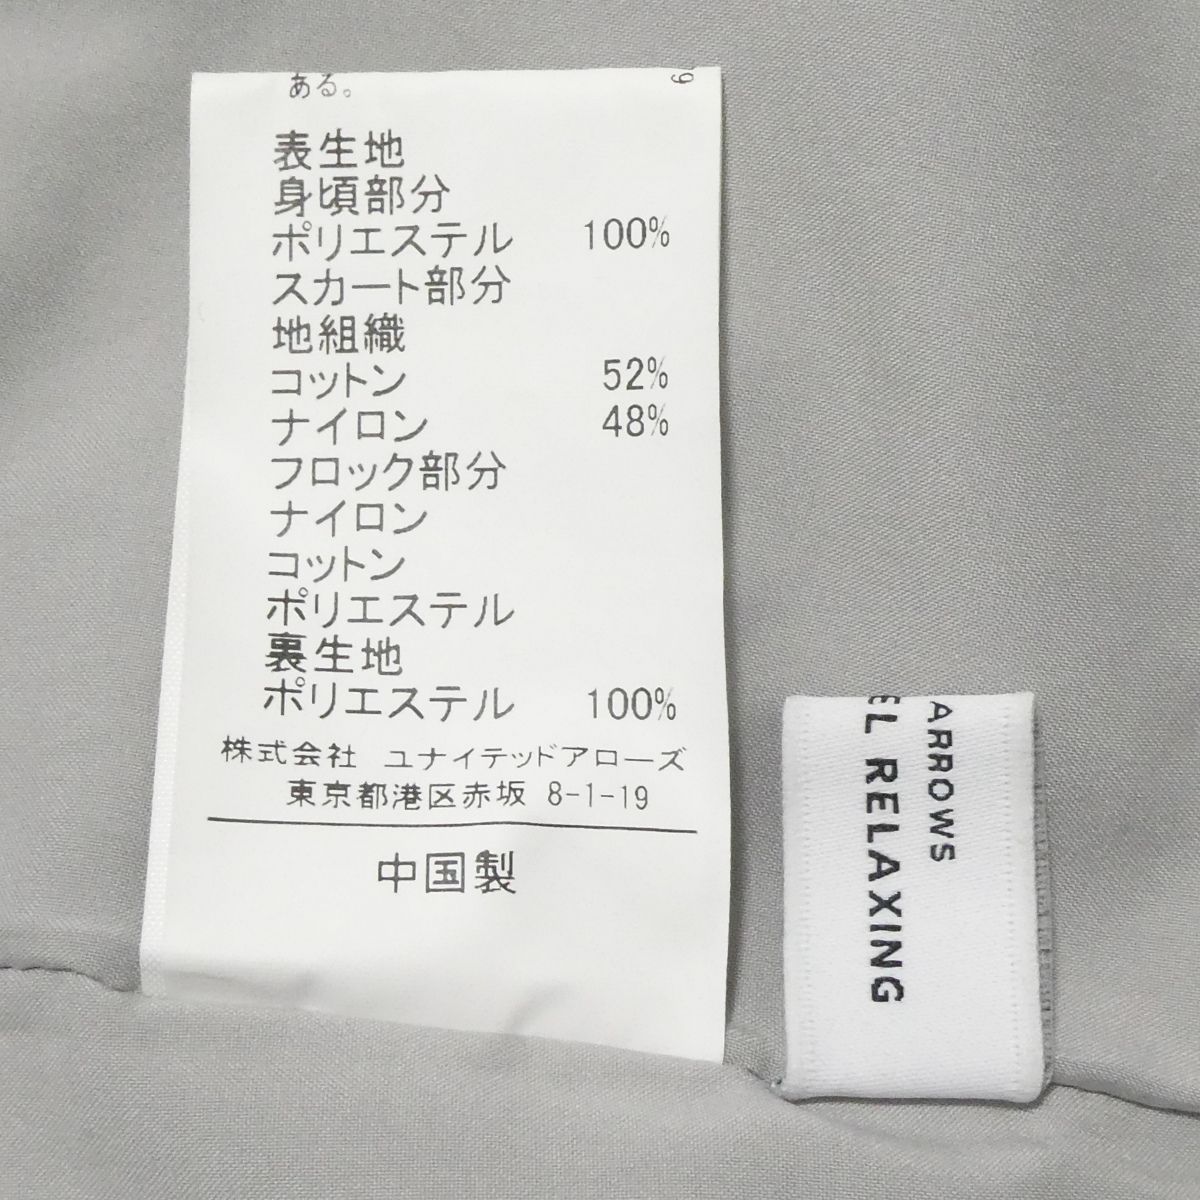 ある。
9
表生地
身頃部分
ポリエステル 100%
スカート部分
地組織
コットン 52%
ナイロン 48%
フロック部分
ナイロン
コットン
ポリエステル
裏生地
ポリエステル 100%
株式会社 ユナイテッドアローズ
東京都港区赤坂 8-1-19
中国製
ARROWS
EL RELAXING